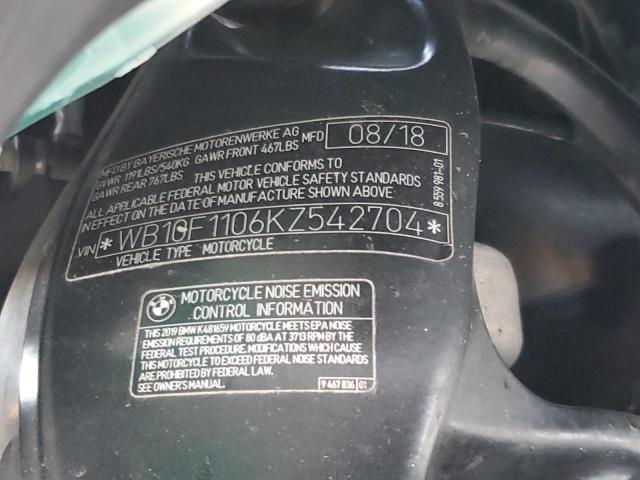 MFD BY BAYERISCHE MOTORENWERKE AG MFD 08/18
GVWR 1191LBS/540KG. GAWR FRONT 467LBS
GAWR REAR 767LBS THIS VEHICLE CONFORMS TO
ALL APPLICABLE FEDERAL MOTOR VEHICLE SAFETY STANDARDS
IN EFFECT ON THE DATE OF MANUFACTURE SHOWN ABOVE
VIN *WB10F1106KZ542704*
VEHICLE TYPE MOTORCYCLE
8 559 981-01
BMW
MOTORCYCLE NOISE EMISSION
CONTROL INFORMATION
THIS 2019 BMW K481659 MOTORCYCLE MEETS EPA NOISE
EMISSION REQUIREMENTS OF 80 dBA AT 3713 RPM BY THE
FEDERAL TEST PROCEDURE. MODIFICATIONS WHICH CAUSE
THIS MOTORCYCLE TO EXCEED FEDERAL NOISE STANDARDS
ARE PROHIBITED BY FEDERAL LAW.
SEE OWNER'S MANUAL. 9 467 836 01